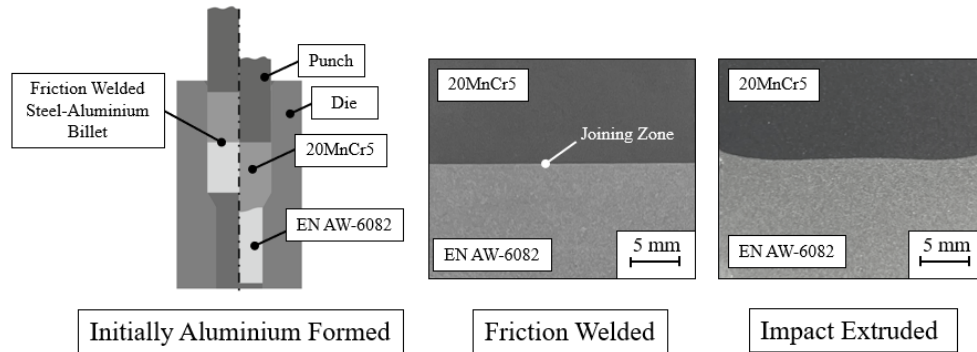 Punch
Friction Welded
Steel-Aluminium
Billet
Die
20MnCr5
EN AW-6082
Initially Aluminium Formed
20MnCr5
Joining Zone
EN AW-6082
5 mm
Friction Welded
20MnCr5
EN AW-6082
5 mm
Impact Extruded